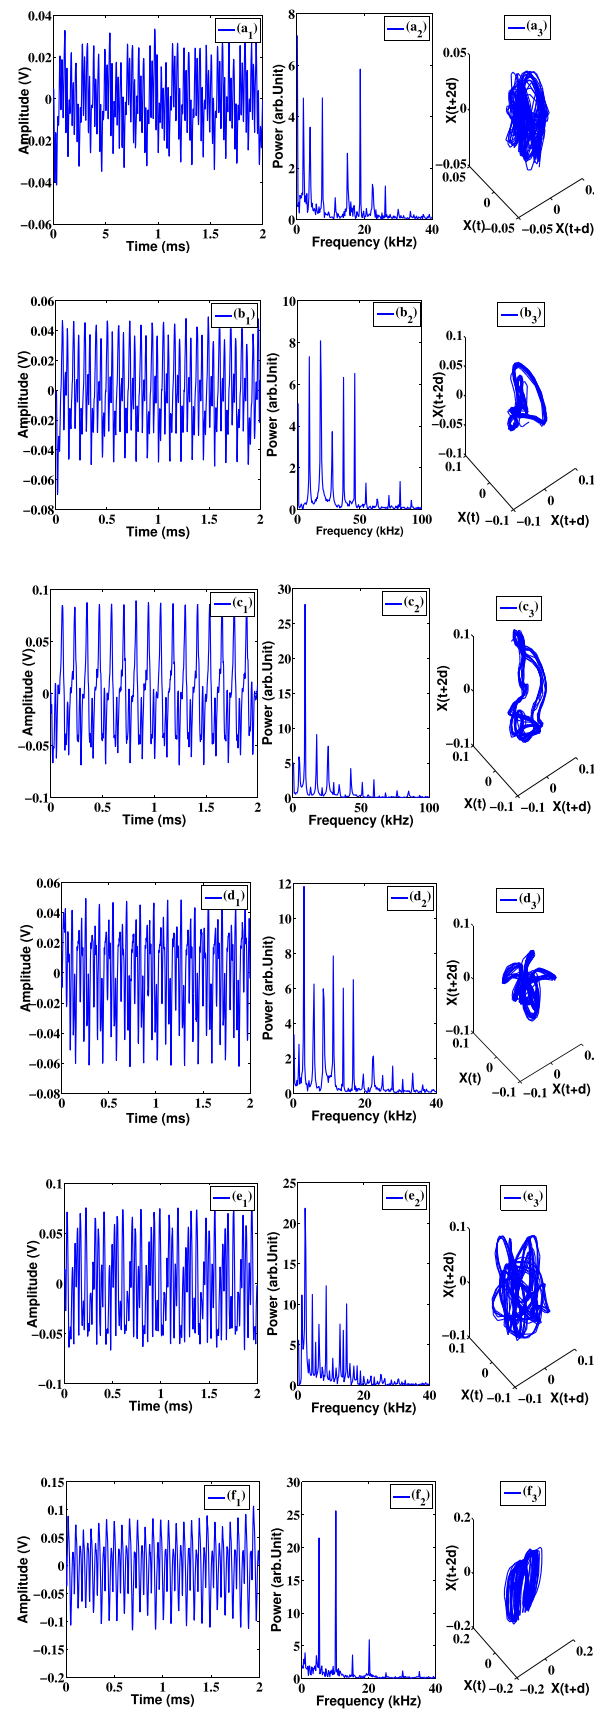 (a1)
0.04
0.02
0
−0.02
−0.04
−0.06
Amplitude (V)
0 0.5 1 1.5 2
Time (ms)
(a2)
8
6
4
2
0
Power (arb.Unit)
0 20 40
Frequency (kHz)
(a3)
0.05
0
−0.05
X(t+2d)
0.05
0
X(t) −0.05 −0.05 X(t+d)
0
0.
(b1)
0.06
0.04
0.02
0
−0.02
−0.04
−0.06
−0.08
Amplitude (V)
0 0.5 1 1.5 2
Time (ms)
(b2)
10
8
6
4
2
0
Power (arb.Unit)
0 20 40 60 80 100
Frequency (kHz)
(b3)
0.1
0.05
0
−0.05
−0.1
X(t+2d)
0.1
0
X(t) −0.1 −0.1 X(t+d)
0
0.1
(c1)
0.1
0.05
0
−0.05
−0.1
Amplitude (V)
0 0.5 1 1.5 2
Time (ms)
(c2)
30
25
20
15
10
5
0
Power (arb.Unit)
0 50 100
Frequency (kHz)
(c3)
0.1
0
−0.1
X(t+2d)
0.1
0
X(t) −0.1 −0.1 X(t+d)
0
0.1
(d1)
0.06
0.04
0.02
0
−0.02
−0.04
−0.06
−0.08
Amplitude (V)
0 0.5 1 1.5 2
Time (ms)
(d2)
12
10
8
6
4
2
0
Power (arb.Unit)
0 20 40
Frequency (kHz)
(d3)
0.1
0
−0.1
X(t+2d)
0.1
0
X(t) −0.1 −0.1 X(t+d)
0
0.
(e1)
0.1
0.05
0
−0.05
−0.1
Amplitude (V)
0 0.5 1 1.5 2
Time (ms)
(e2)
25
20
15
10
5
0
Power (arb.Unit)
0 20 40
Frequency (kHz)
(e3)
0.1
0
−0.1
X(t+2d)
0.1
0
X(t) −0.1 −0.1 X(t+d)
0
0.1
(f1)
0.15
0.1
0.05
0
−0.05
−0.1
−0.15
−0.2
Amplitude (V)
0 0.5 1 1.5 2
Time (ms)
(f2)
30
25
20
15
10
5
0
Power (arb.Unit)
0 10 20 30 40
Frequency (kHz)
(f3)
0.2
0
−0.2
X(t+2d)
0.2
0
X(t) −0.2 −0.2 X(t+d)
0
0.2